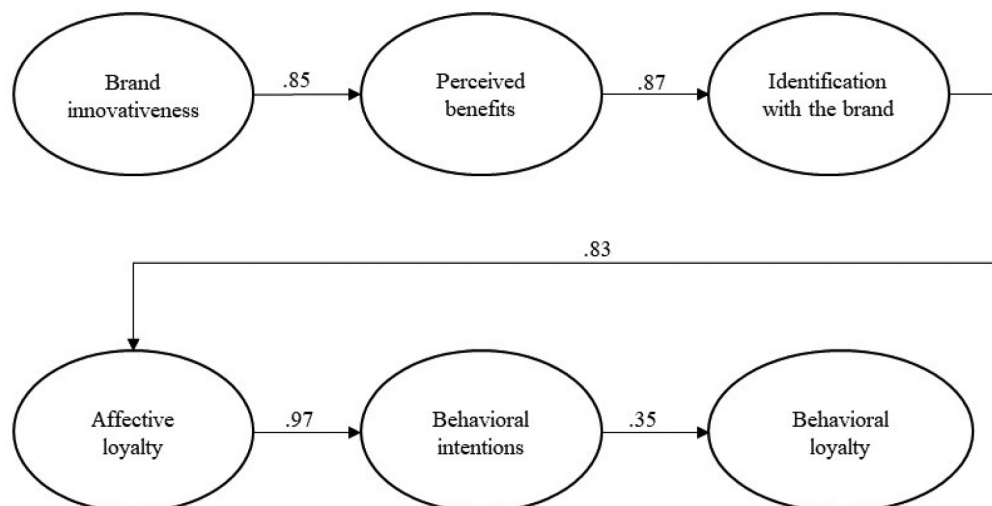 Brand
innovativeness
.85
Perceived
benefits
.87
Identification
with the brand
.83
Affective
loyalty
.97
Behavioral
intentions
.35
Behavioral
loyalty